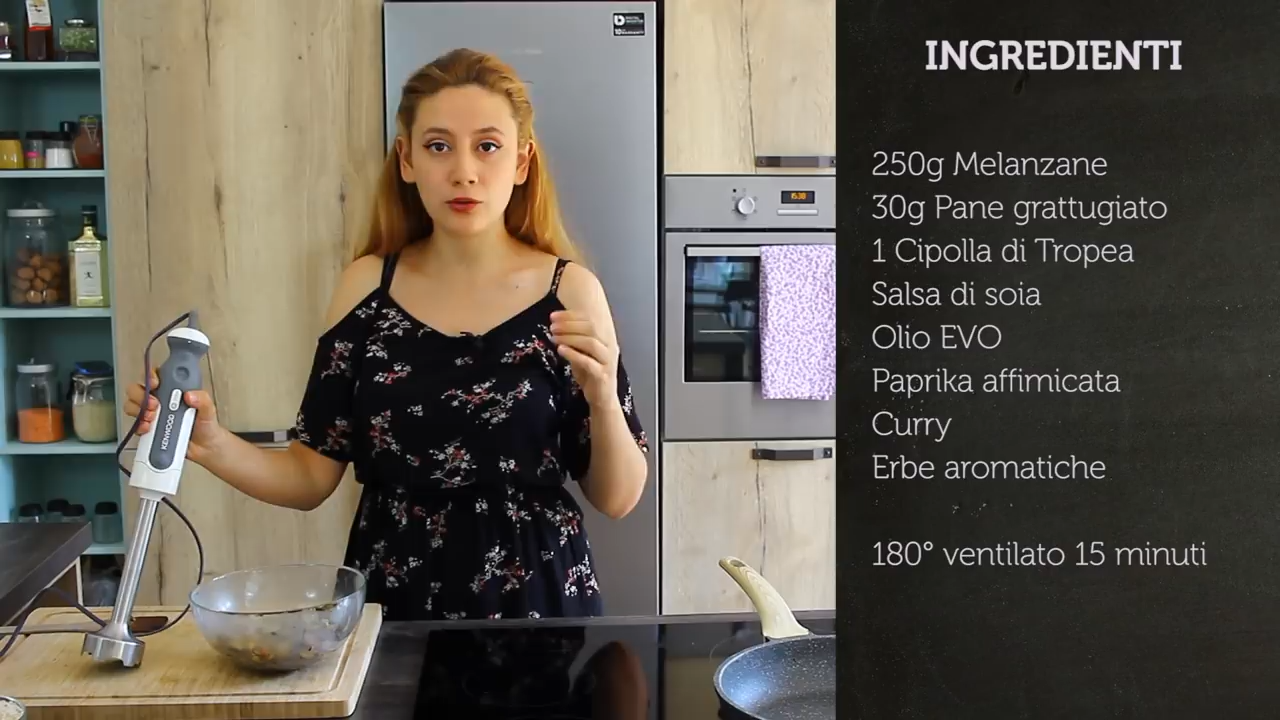 INGREDIENTI
250g Melanzane
30g Pane grattugiato
1 Cipolla di Tropea
Salsa di soia
Olio EVO
Paprika affimicata
Curry
Erbe aromatiche
180° ventilato 15 minuti
KENWOOD